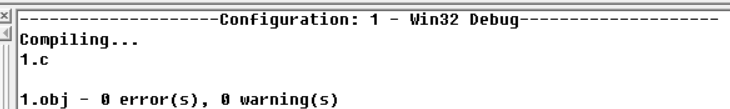 --------------------Configuration: 1 - Win32 Debug--------------------
Compiling...
1.c
1.obj - 0 error(s), 0 warning(s)